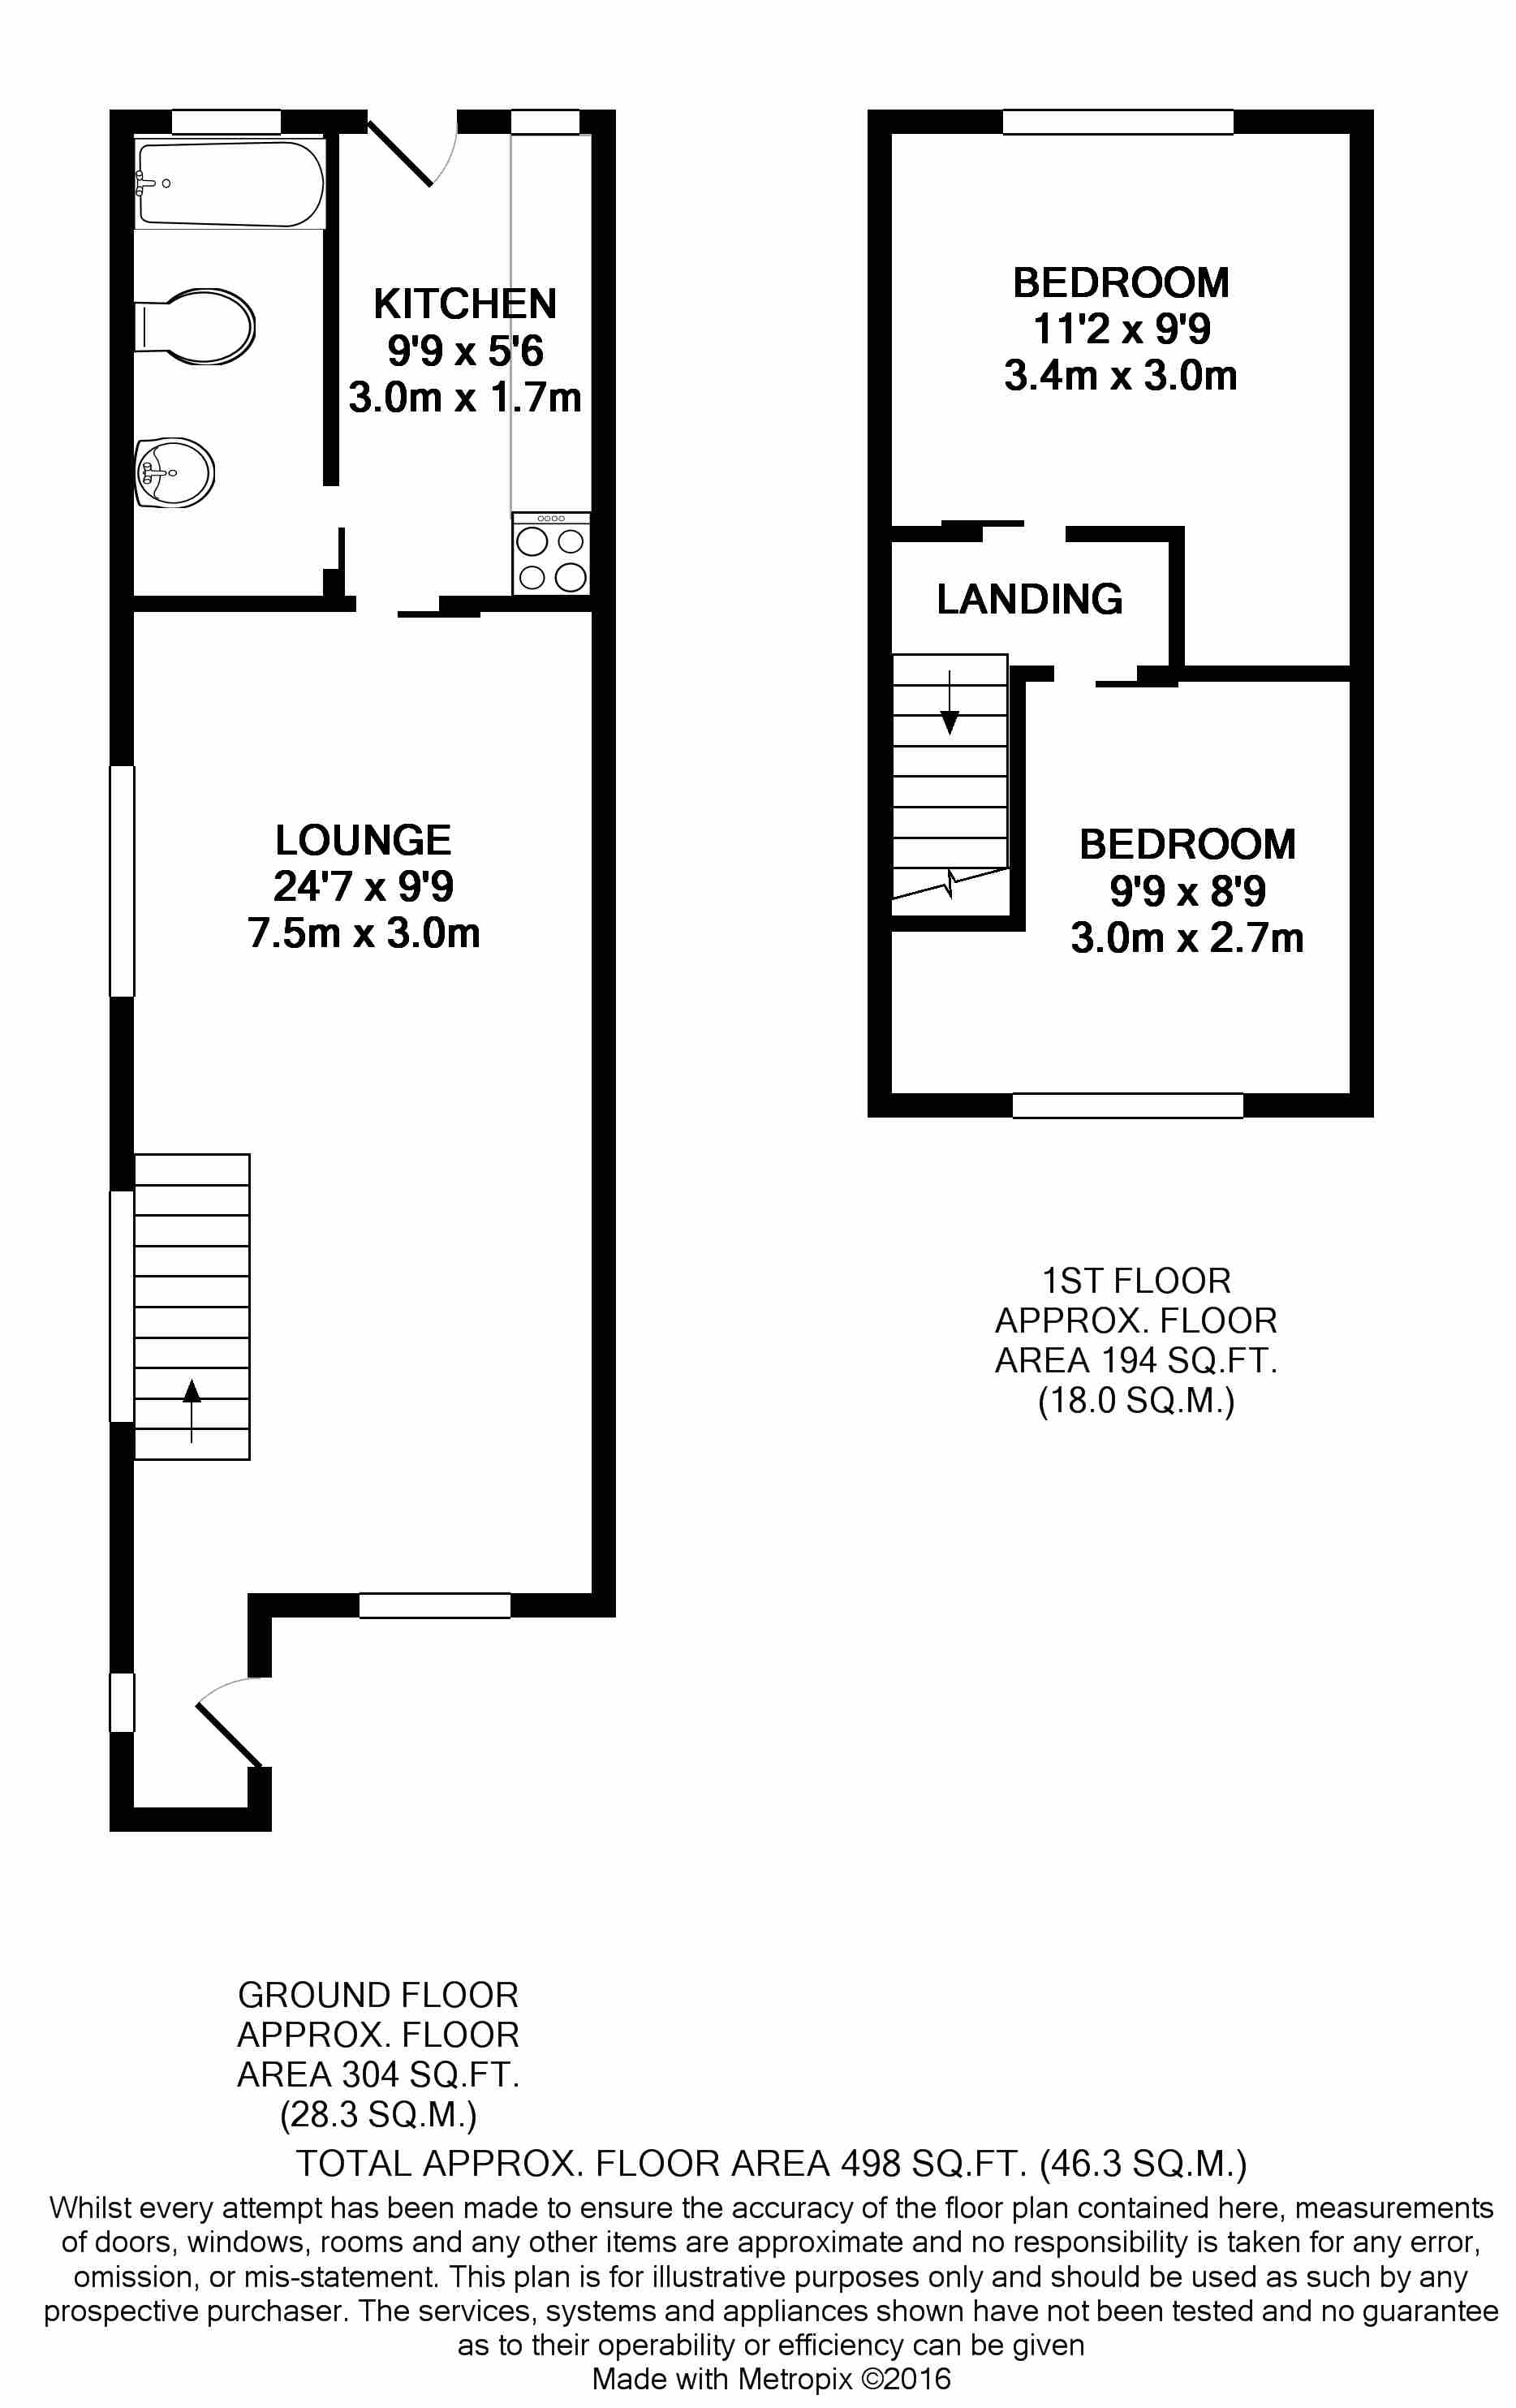 KITCHEN
9'9 x 5'6
3.0m x 1.7m
BEDROOM
11'2 x 9'9
3.4m x 3.0m
LANDING
LOUNGE
24'7 x 9'9
7.5m x 3.0m
BEDROOM
9'9 x 8'9
3.0m x 2.7m
1ST FLOOR
APPROX. FLOOR
AREA 194 SQ.FT.
(18.0 SQ.M.)
GROUND FLOOR
APPROX. FLOOR
AREA 304 SQ.FT.
(28.3 SQ.M.)
TOTAL APPROX. FLOOR AREA 498 SQ.FT. (46.3 SQ.M.)
Whilst every attempt has been made to ensure the accuracy of the floor plan contained here, measurements
of doors, windows, rooms and any other items are approximate and no responsibility is taken for any error,
omission, or mis-statement. This plan is for illustrative purposes only and should be used as such by any
prospective purchaser. The services, systems and appliances shown have not been tested and no guarantee
as to their operability or efficiency can be given
Made with Metropix ©2016